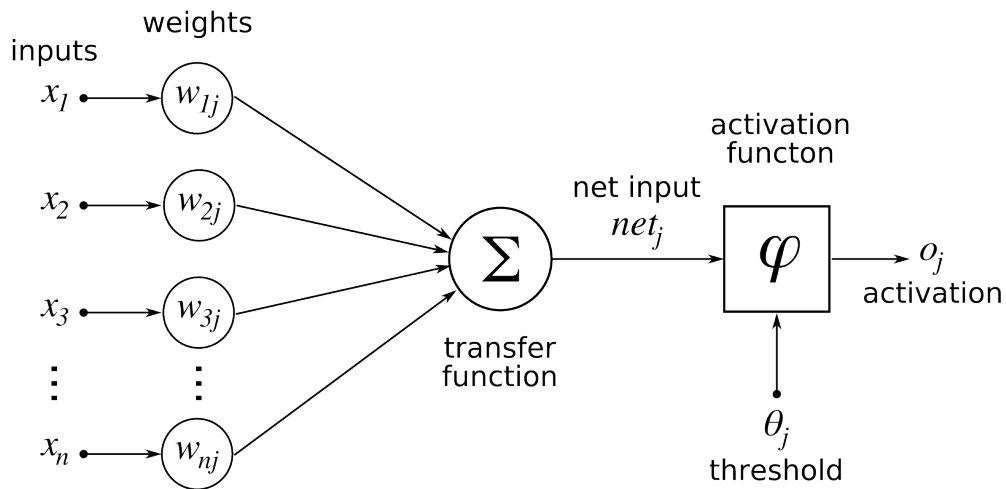 weights
inputs
x1
w1j
x2
w2j
x3
w3j
⋮ ⋮
xn
wnj
Σ
transfer
function
net input
netj
activation
functon
φ
oj
activation
θj
threshold